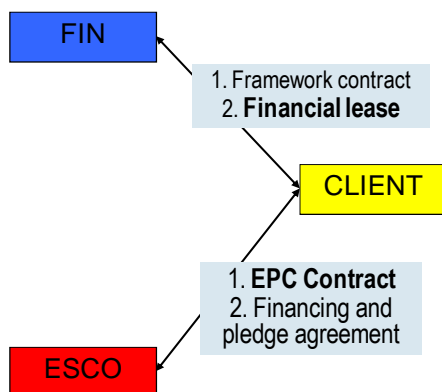 FIN
1. Framework contract
2. Financial lease
CLIENT
1. EPC Contract
2. Financing and
pledge agreement
ESCO